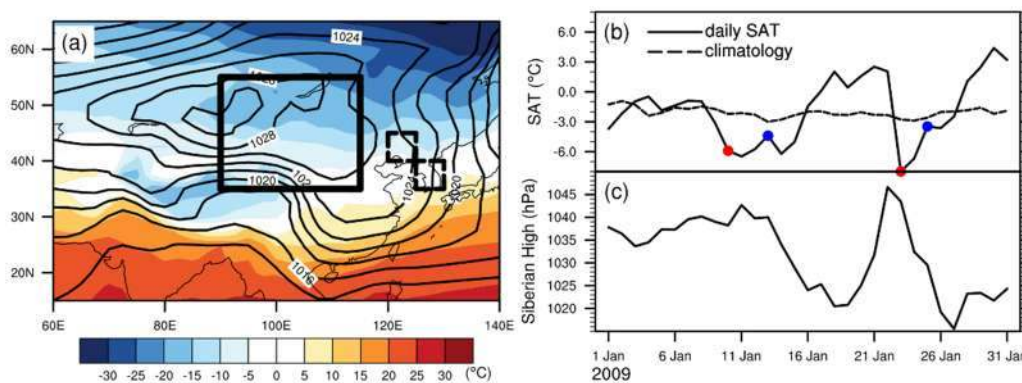 (a)
65N
60N
50N
40N
30N
20N
60E
80E
100E
120E
140E
1024
1028
1020
1024
1020
1016
-30 -25 -20 -15 -10 -5 0 5 10 15 20 25 30 (°C)
(b)
daily SAT
climatology
SAT (°C)
6.0
3.0
0.0
-3.0
-6.0
(c)
Siberian High (hPa)
1045
1040
1035
1030
1025
1020
1 Jan 6 Jan 11 Jan 16 Jan 21 Jan 26 Jan 31 Jan
2009